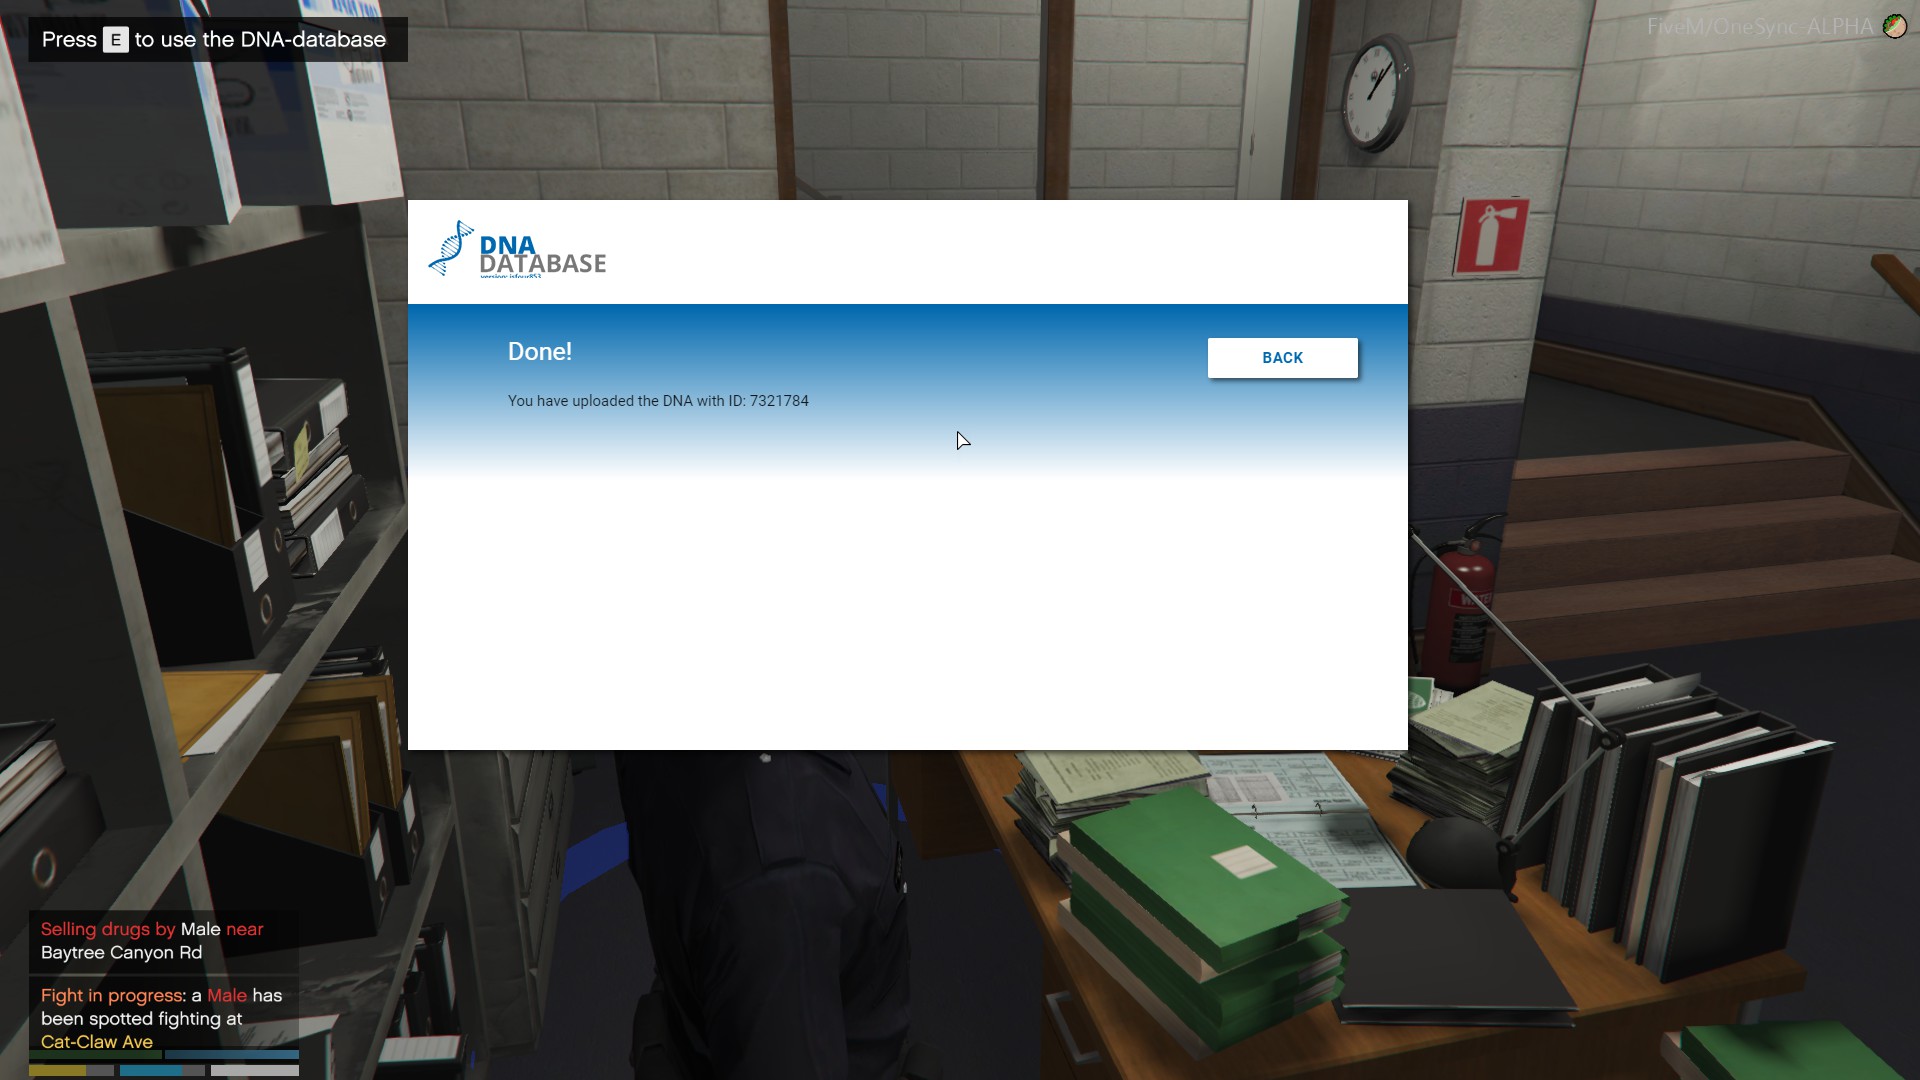 Press E to use the DNA-database
FiveM/OneSync-ALPHA
DNA
DATABASE
Done!
BACK
You have uploaded the DNA with ID: 7321784
Selling drugs by Male near
Baytree Canyon Rd
Fight in progress: a Male has
been spotted fighting at
Cat-Claw Ave